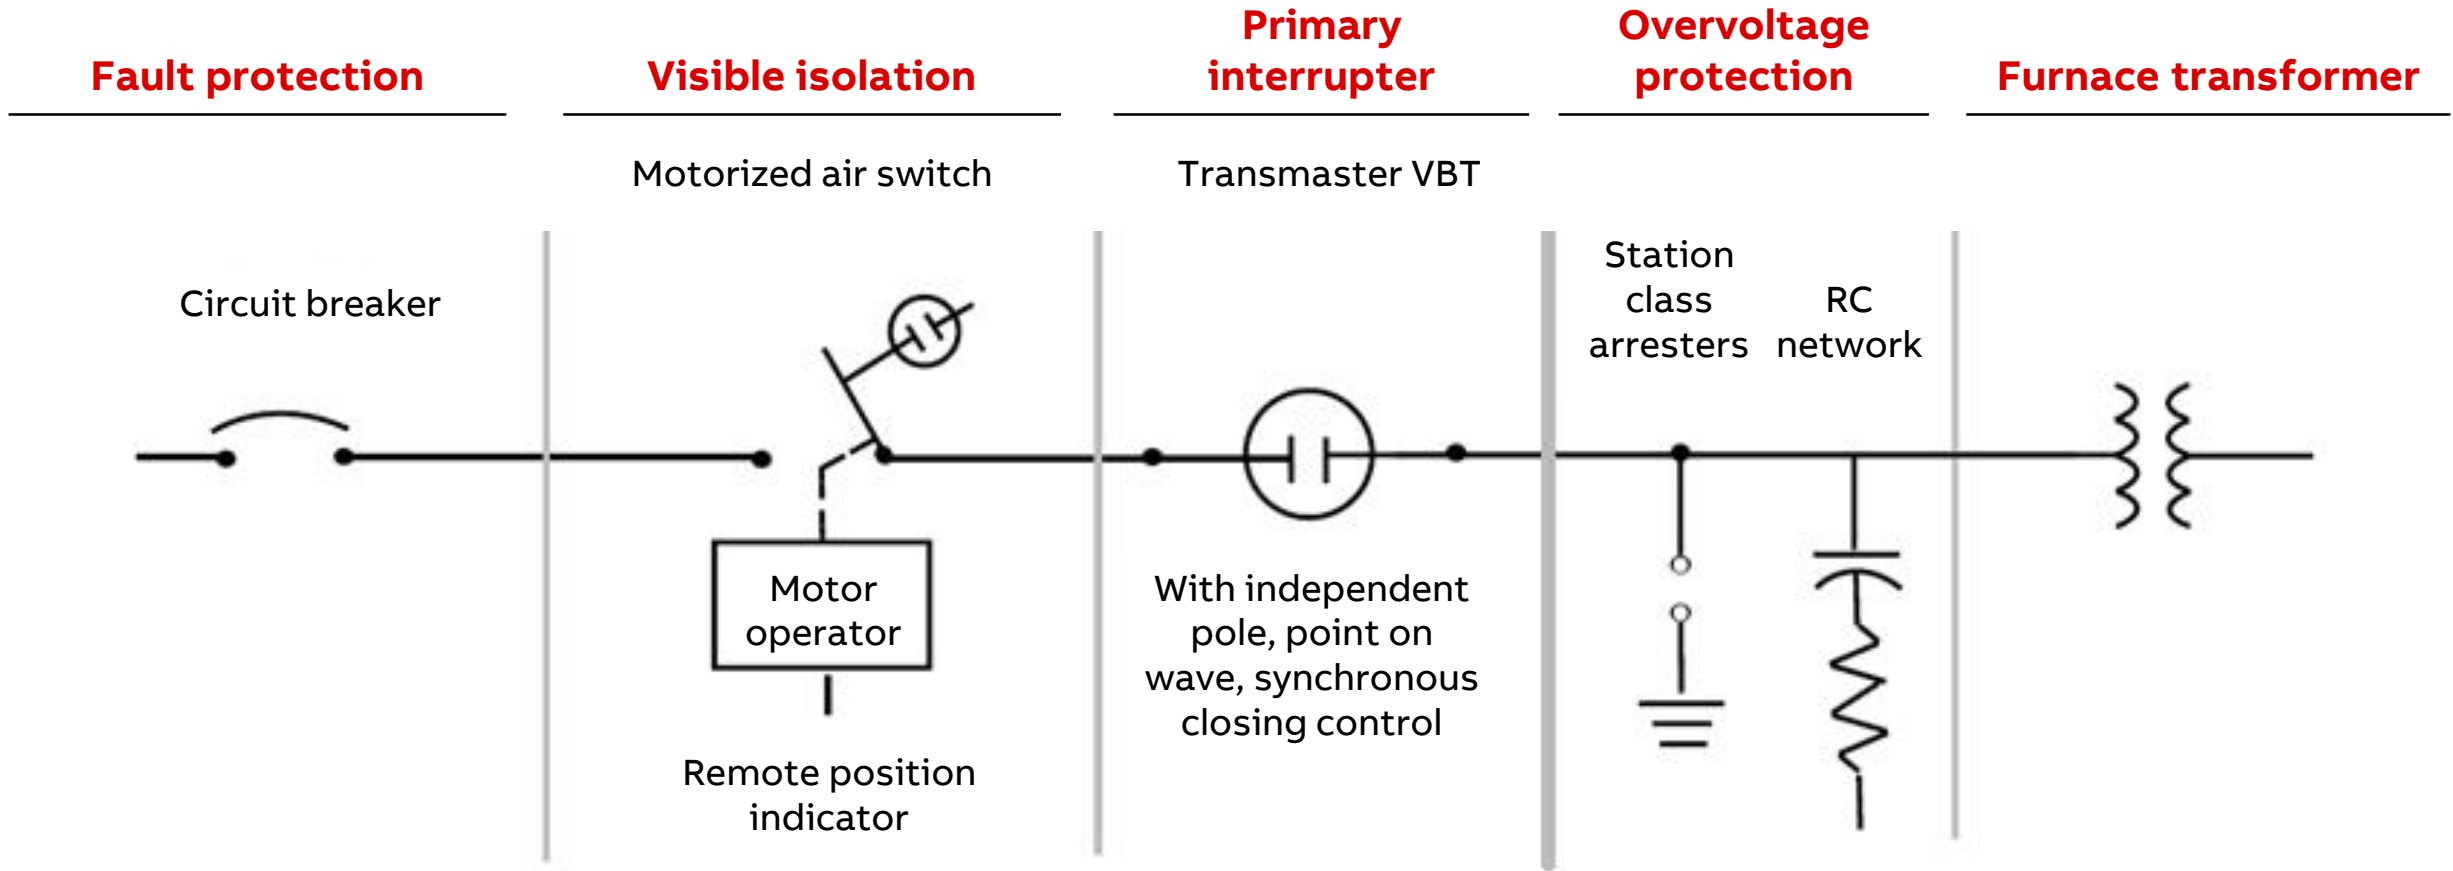 Fault protection
Visible isolation
Primary
interrupter
Overvoltage
protection
Furnace transformer
Motorized air switch
Transmaster VBT
Circuit breaker
Station
class
arresters
RC
network
Motor
operator
Remote position
indicator
With independent
pole, point on
wave, synchronous
closing control